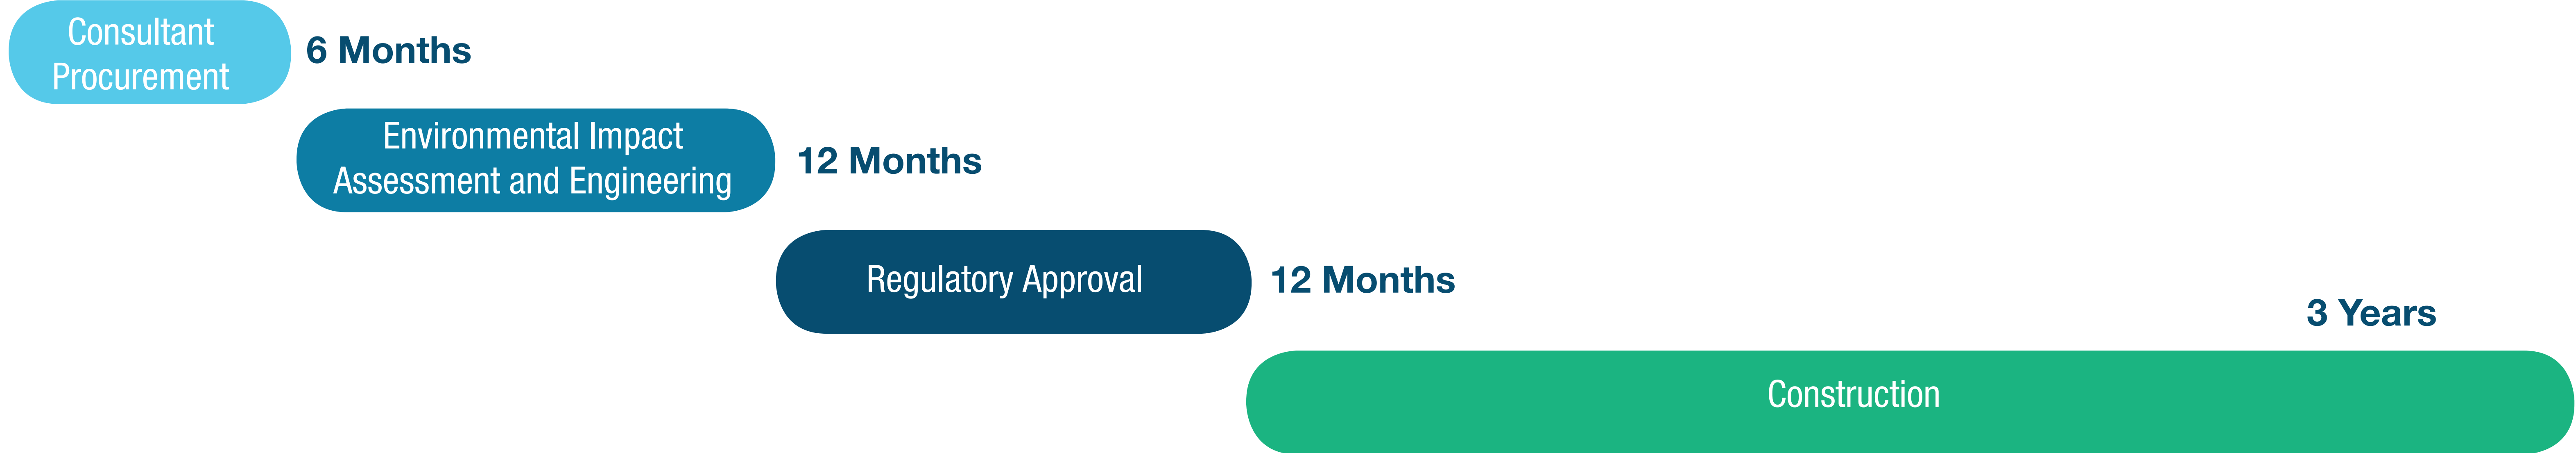 Consultant
Procurement
6 Months
Environmental Impact
Assessment and Engineering
12 Months
Regulatory Approval
12 Months
3 Years
Construction